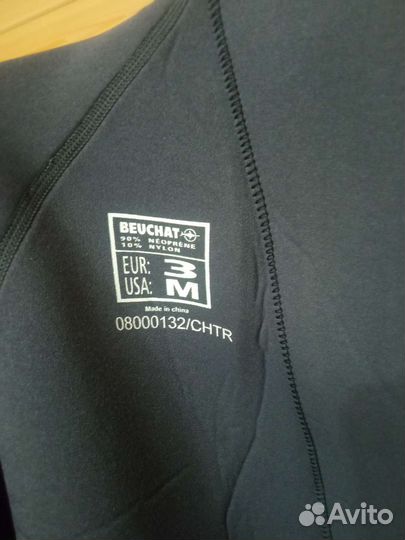 BEUCHAT
90% NÉOPRÈNE
10% NYLON
EUR: 3
USA: M
Made in china
08000132/CHTR
Avito